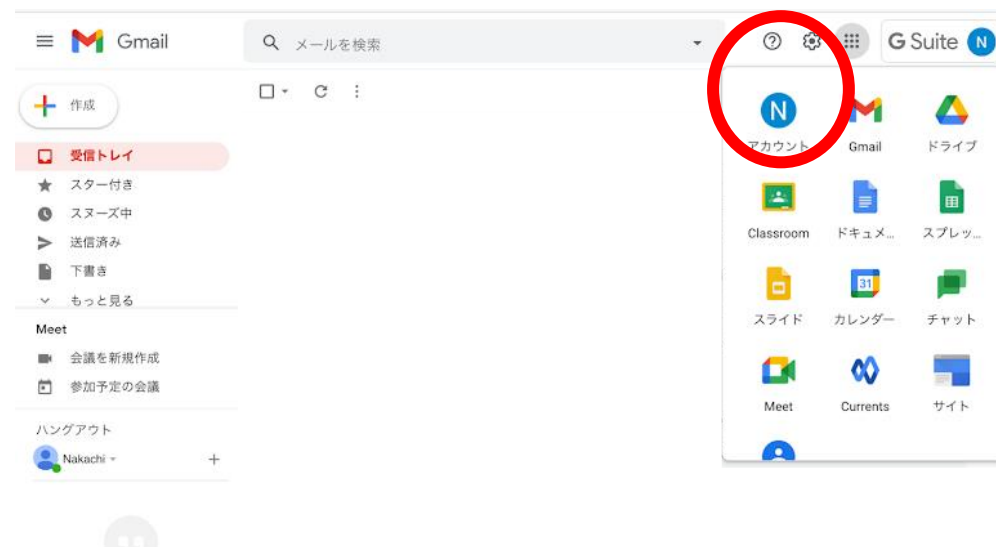 Gmail
メールを検索
G Suite N
作成
受信トレイ
スター付き
スヌーズ中
送信済み
下書き
もっと見る
Meet
会議を新規作成
参加予定の会議
ハングアウト
Nakachi
N
アカウント Gmail ドライブ
Classroom ドキュメ... スプレッ...
31
スライド カレンダー チャット
Meet Currents サイト